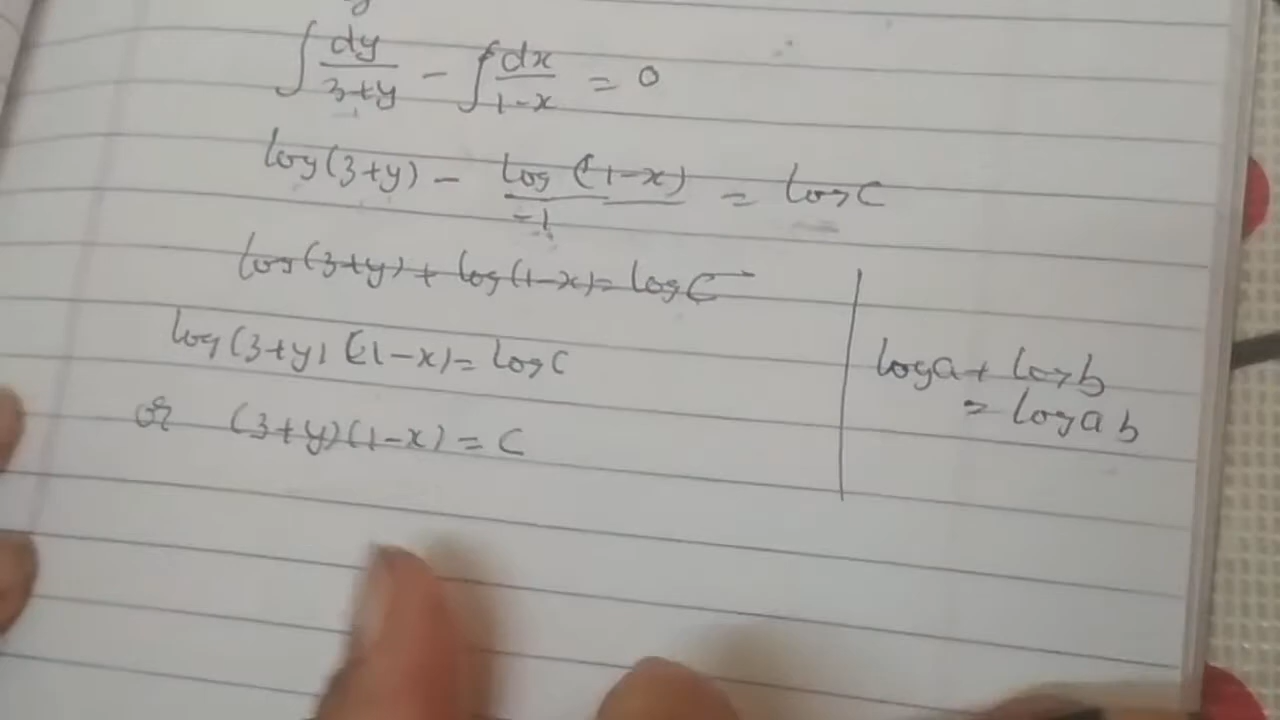 ∫ dy/3+y - ∫ dx/1-x = 0
log(3+y) - log(1-x)/-1 = log C
log(3+y) + log(1-x) = log C
log(3+y)(1-x) = log C
or (3+y)(1-x) = C
log a + log b
= log a b